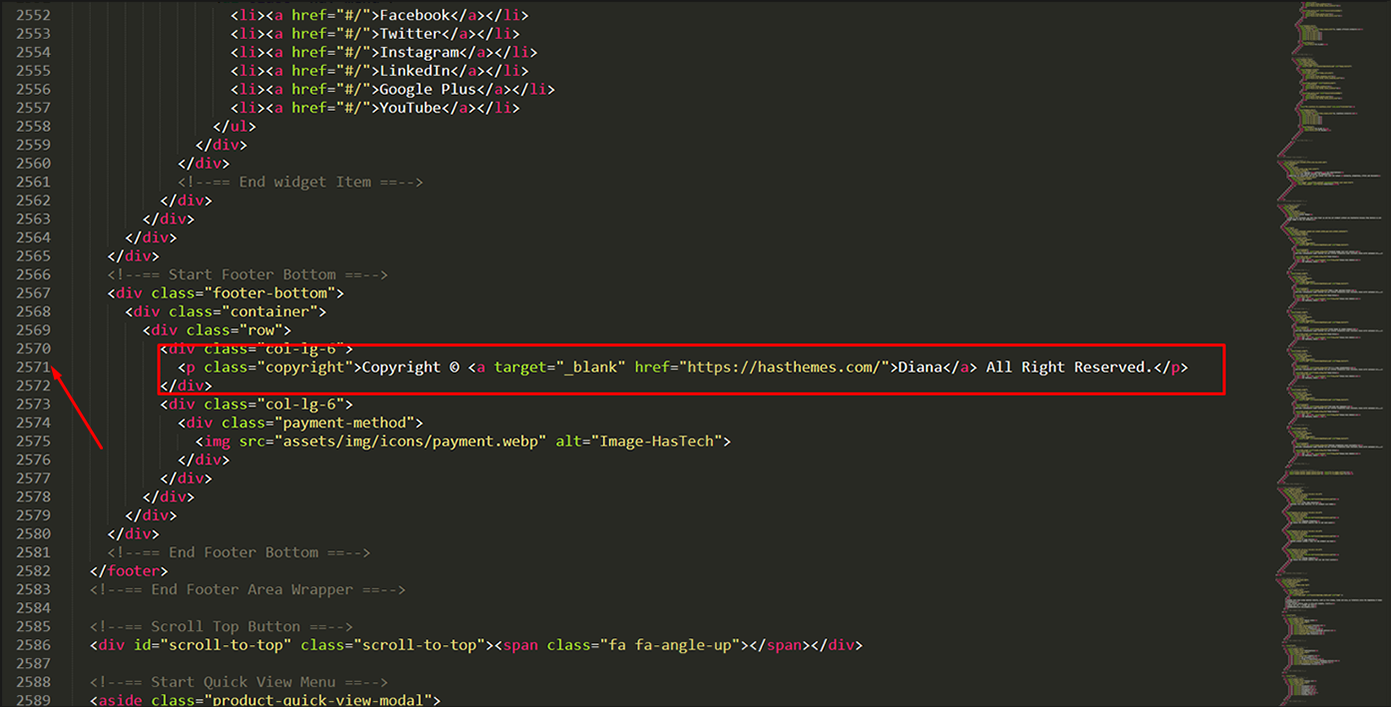 2552 <li><a href="#/">Facebook</a></li>
2553 <li><a href="#/">Twitter</a></li>
2554 <li><a href="#/">Instagram</a></li>
2555 <li><a href="#/">LinkedIn</a></li>
2556 <li><a href="#/">Google Plus</a></li>
2557 <li><a href="#/">YouTube</a></li>
2558 </ul>
2559 </div>
2560 </div>
2561 <!--== End widget Item ==-->
2562 </div>
2563 </div>
2564 </div>
2565 </div>
2566 <!--== Start Footer Bottom ==-->
2567 <div class="footer-bottom">
2568 <div class="container">
2569 <div class="row">
2570 <div class="col-lg-6">
2571 <p class="copyright">Copyright © <a target="_blank" href="https://hasthemes.com/">Diana</a> All Right Reserved.</p>
2572 </div>
2573 <div class="col-lg-6">
2574 <div class="payment-method">
2575 <img src="assets/img/icons/payment.webp" alt="Image-HasTech">
2576 </div>
2577 </div>
2578 </div>
2579 </div>
2580 </div>
2581 <!--== End Footer Bottom ==-->
2582 </footer>
2583 <!--== End Footer Area Wrapper ==-->
2584
2585 <!--== Scroll Top Button ==-->
2586 <div id="scroll-to-top" class="scroll-to-top"><span class="fa fa-angle-up"></span></div>
2587
2588 <!--== Start Quick View Menu ==-->
2589 <aside class="product-quick-view-modal">